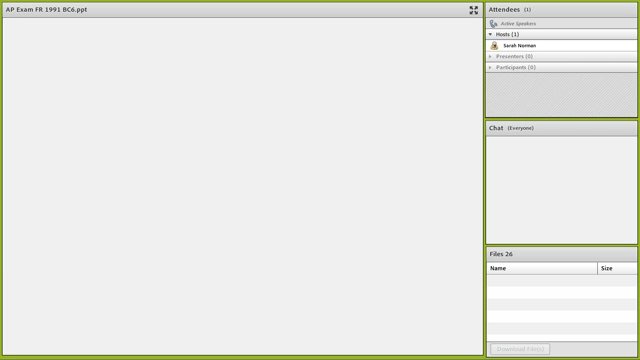 AP Exam FR 1991 BC6.ppt
Attendees (1)
Active Speakers
Hosts (1)
Sarah Norman
Presenters (0)
Participants (0)
Chat (Everyone)
Files 26
Name Size
Download File(s)